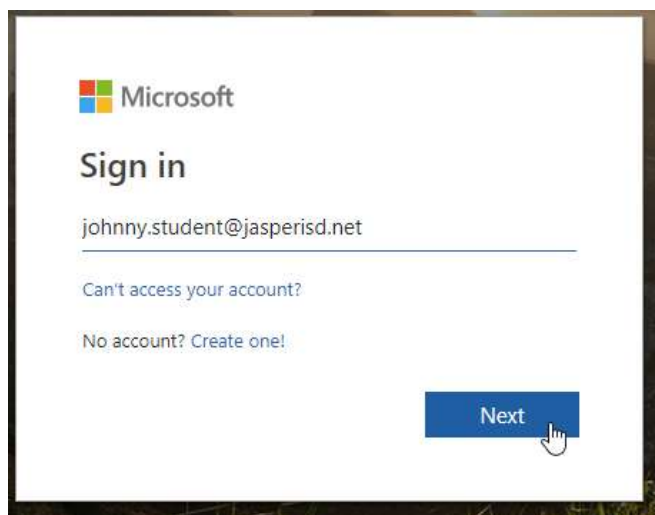 Microsoft
Sign in
johnny.student@jasperisd.net
Can't access your account?
No account? Create one!
Next